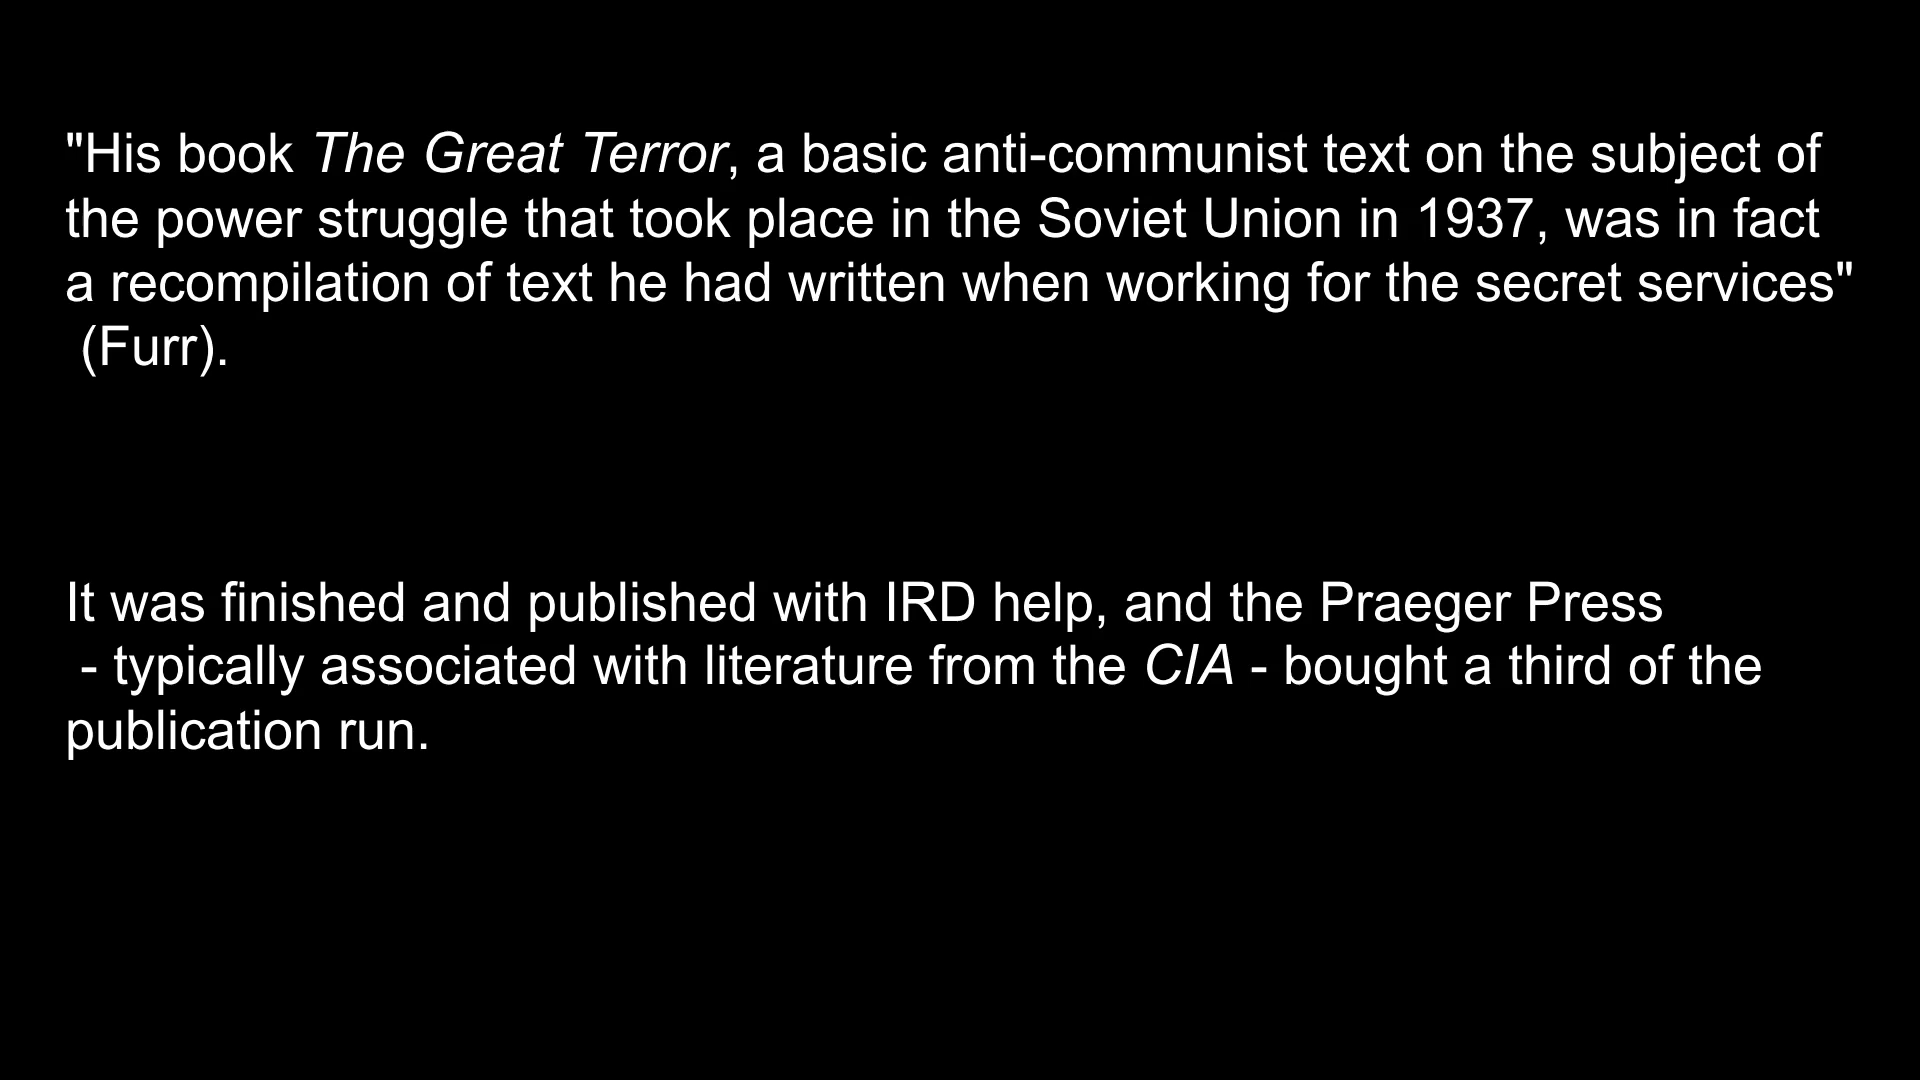 "His book The Great Terror, a basic anti-communist text on the subject of
the power struggle that took place in the Soviet Union in 1937, was in fact
a recompilation of text he had written when working for the secret services"
(Furr).
It was finished and published with IRD help, and the Praeger Press
- typically associated with literature from the CIA - bought a third of the
publication run.